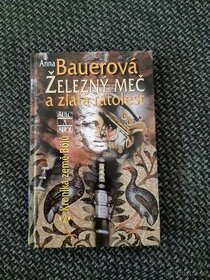 Anna
Bauerová
ŽELEZNÝ MEČ
a zlatá ratolest
Kronika země Bójů